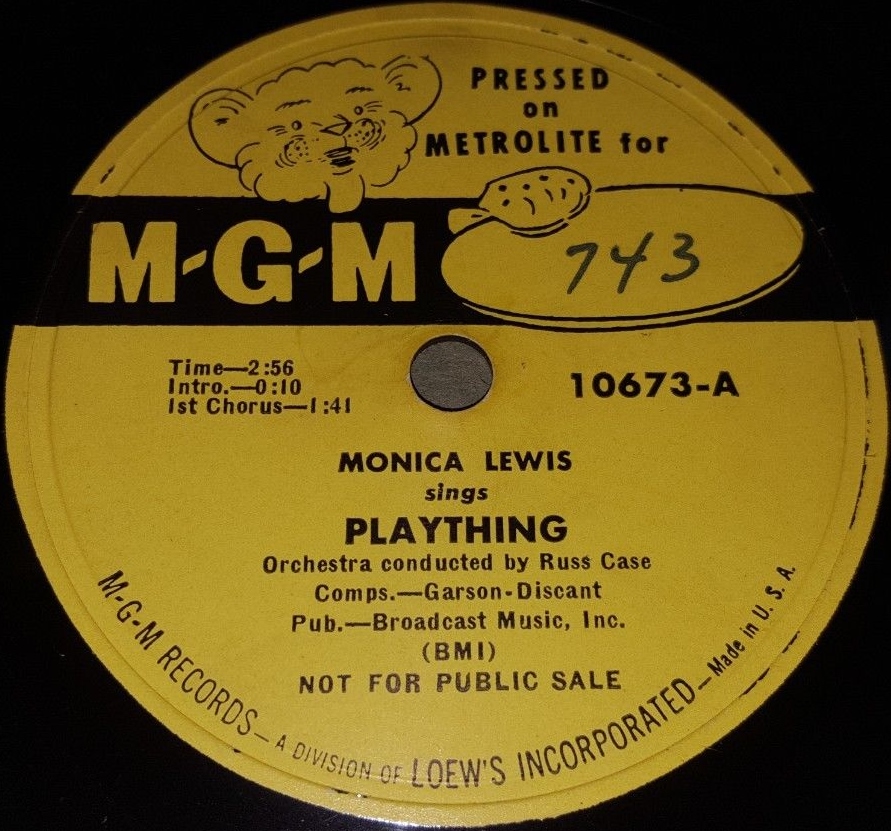 PRESSED
on
METROLITE for
M-G-M
743
Time—2:56
Intro.—0:10
1st Chorus—1:41
10673-A
MONICA LEWIS
sings
PLAYTHING
Orchestra conducted by Russ Case
Comps.—Garson-Discant
Pub.—Broadcast Music, Inc.
(BMI)
NOT FOR PUBLIC SALE
M-G-M RECORDS—A DIVISION OF LOEW'S INCORPORATED—Made in U. S. A.